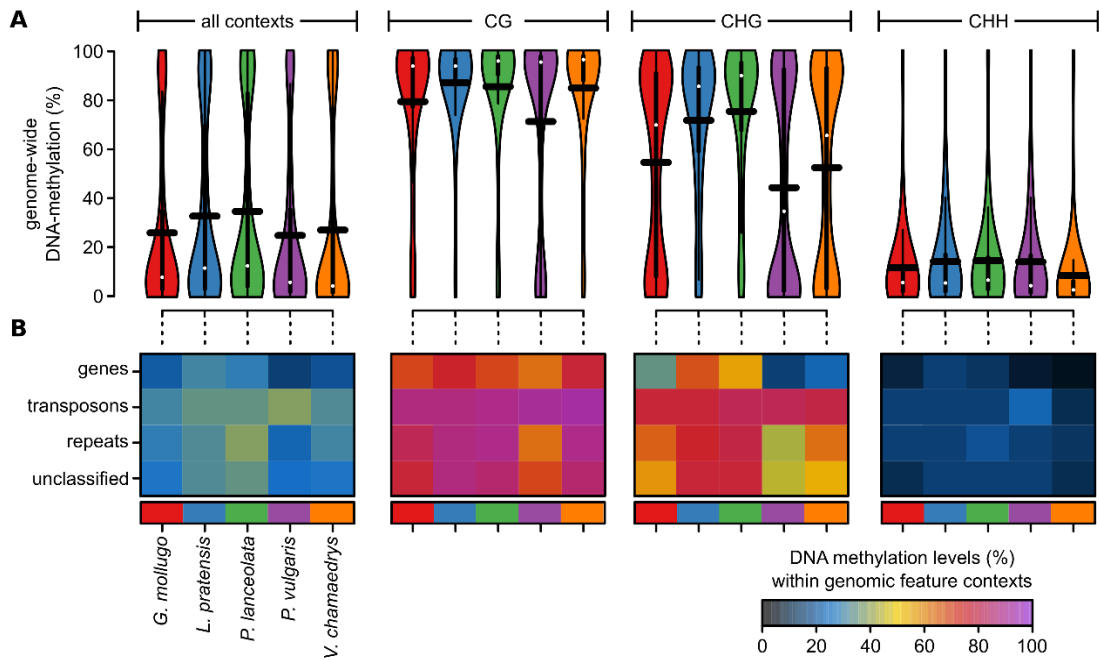 A
all contexts
CG
CHG
CHH
genome-wide
DNA-methylation (%)
100
80
60
40
20
0
B
genes
transposons
repeats
unclassified
G. mollugo
L. pratensis
P. lanceolata
P. vulgaris
V. chamaedrys
DNA methylation levels (%)
within genomic feature contexts
0 20 40 60 80 100